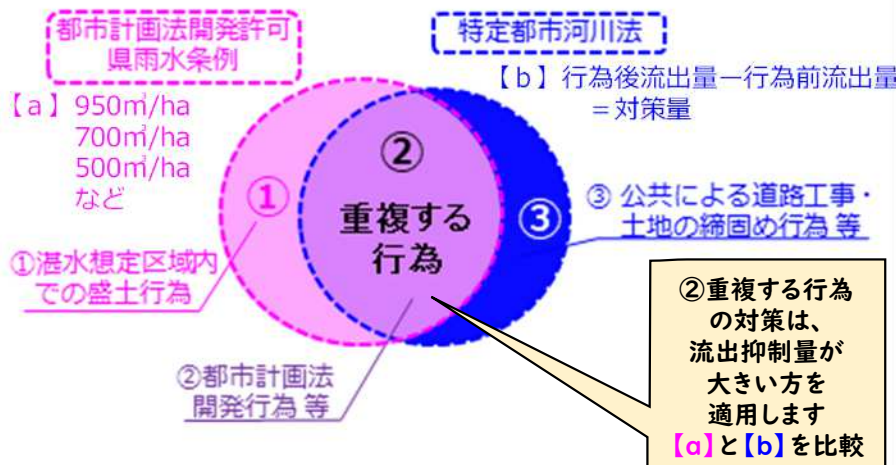 都市計画法開発許可
県雨水条例
特定都市河川法
【a】950㎥/ha
700㎥/ha
500㎥/ha
など
【b】行為後流出量ー行為前流出量
＝対策量
①
②
重複する
行為
③
③ 公共による道路工事・
土地の締固め行為 等
①湛水想定区域内
での盛土行為
②都市計画法
開発行為 等
②重複する行為
の対策は、
流出抑制量が
大きい方を
適用します
【a】と【b】を比較